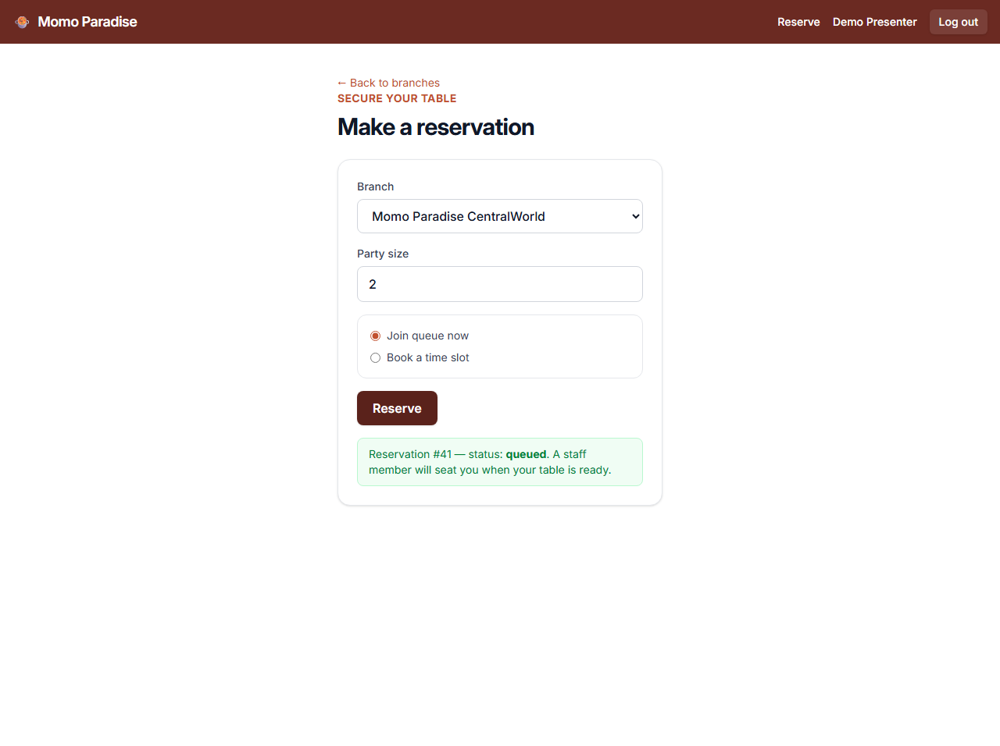 Momo Paradise
Reserve
Demo Presenter
Log out
← Back to branches
SECURE YOUR TABLE
Make a reservation
Branch
Momo Paradise CentralWorld
Party size
2
Join queue now
Book a time slot
Reserve
Reservation #41 — status: queued. A staff
member will seat you when your table is ready.